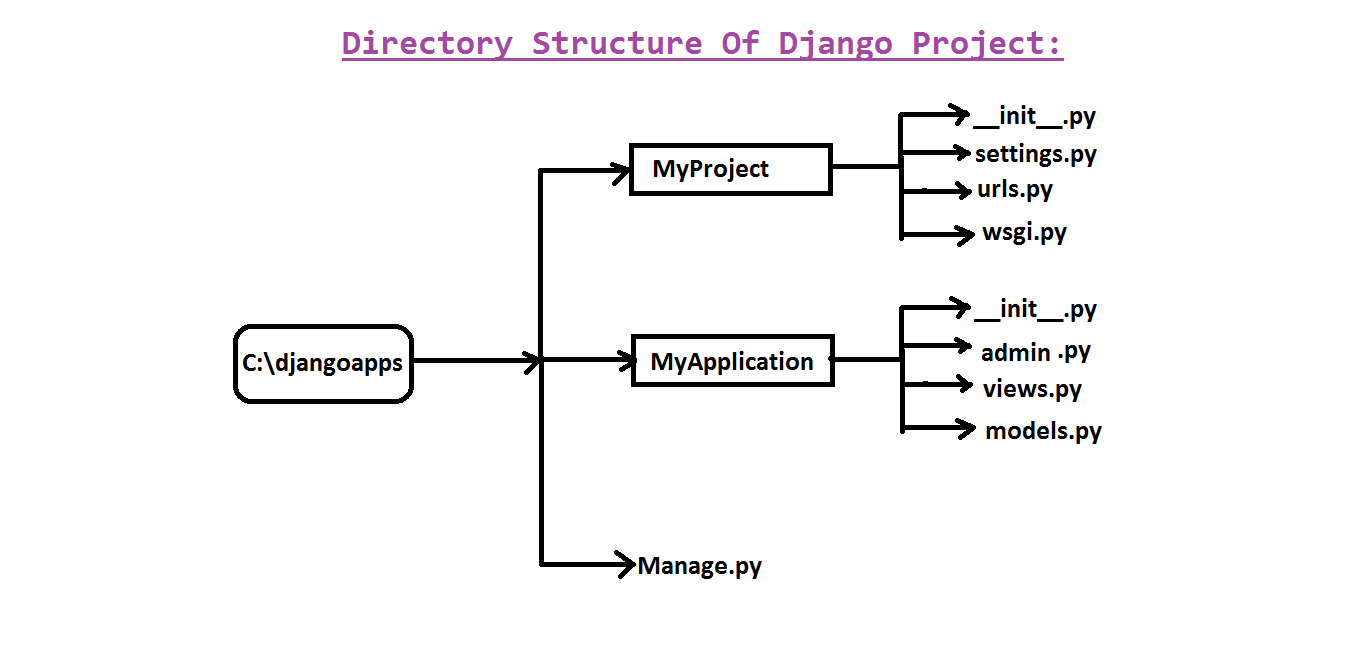 Directory Structure Of Django Project:
__init__.py
settings.py
urls.py
wsgi.py
MyProject
__init__.py
admin .py
views.py
models.py
MyApplication
C:\djangoapps
Manage.py